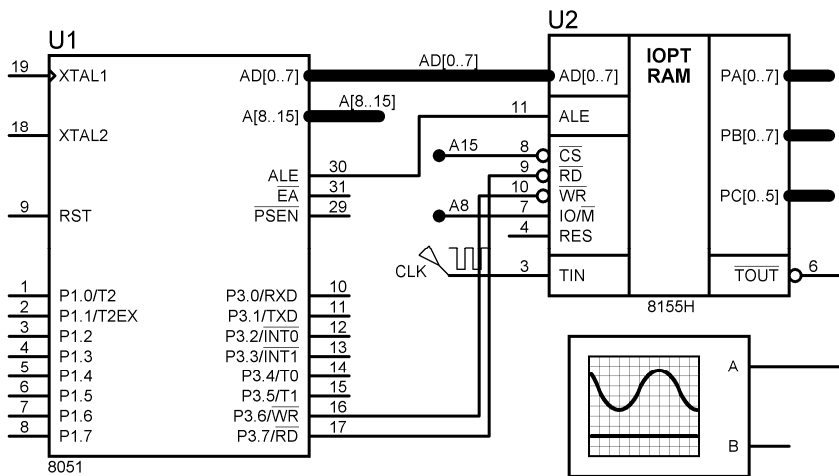 U1
19
XTAL1
18
XTAL2
9
RST
1
P1.0/T2
2
P1.1/T2EX
3
P1.2
4
P1.3
5
P1.4
6
P1.5
7
P1.6
8
P1.7
AD[0..7]
A[8..15]
ALE
30
EA
31
PSEN
29
P3.0/RXD
10
P3.1/TXD
11
P3.2/INT0
12
P3.3/INT1
13
P3.4/T0
14
P3.5/T1
15
P3.6/WR
16
P3.7/RD
17
8051
AD[0..7]
A[8..15]
A15
A8
CLK
U2
IOPT
RAM
AD[0..7]
11
ALE
8
CS
9
RD
10
WR
7
IO/M
4
RES
3
TIN
PA[0..7]
PB[0..7]
PC[0..5]
TOUT
6
8155H
A
B